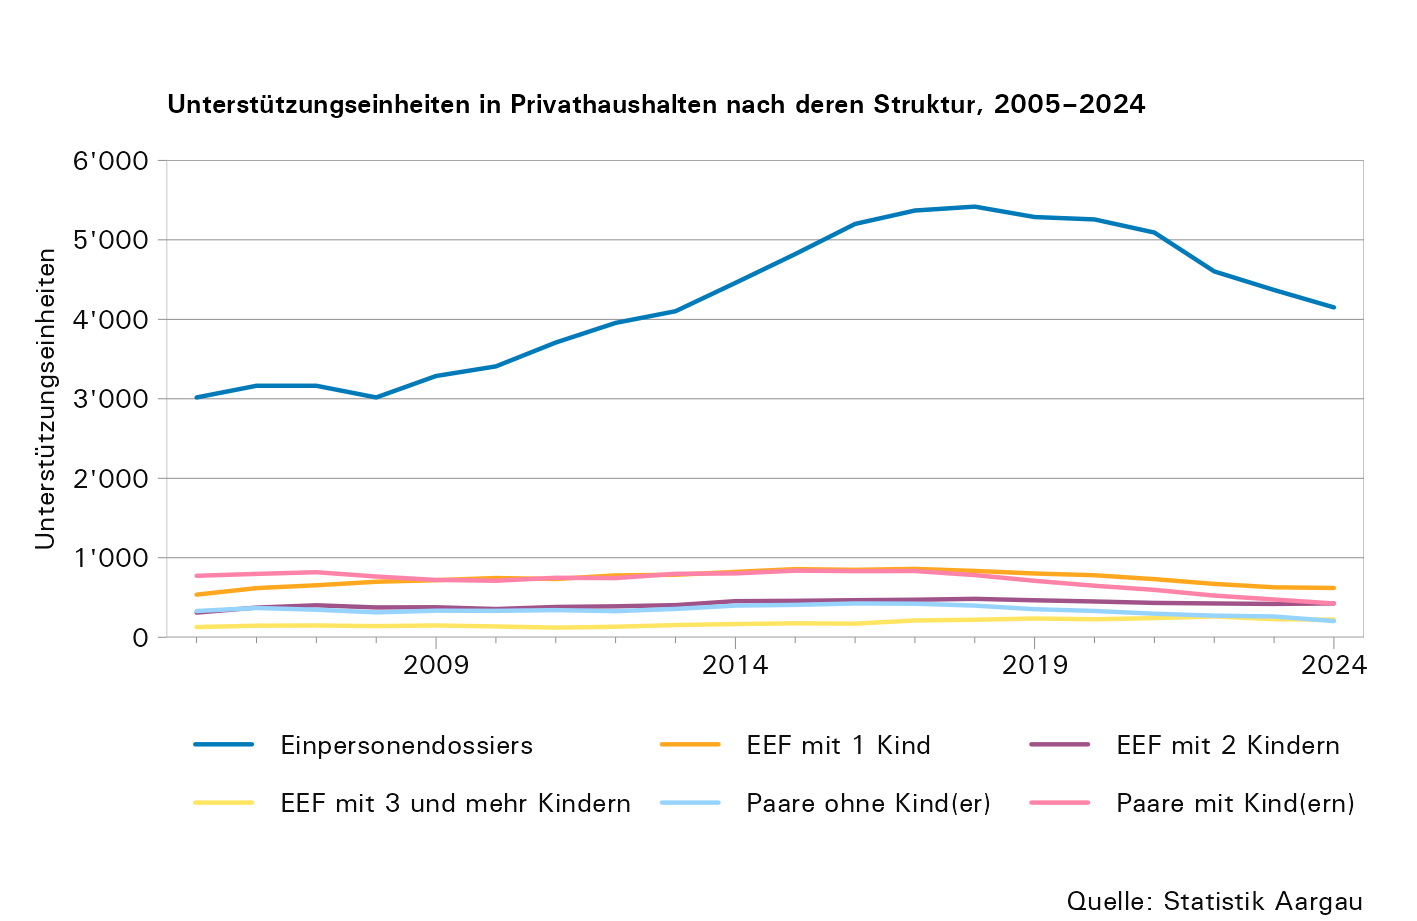 Unterstützungseinheiten in Privathaushalten nach deren Struktur, 2005–2024
6'000
5'000
4'000
3'000
2'000
1'000
0
Unterstützungseinheiten
2009 2014 2019 2024
Einpersonendossiers EEF mit 1 Kind EEF mit 2 Kindern
EEF mit 3 und mehr Kindern Paare ohne Kind(er) Paare mit Kind(ern)
Quelle: Statistik Aargau